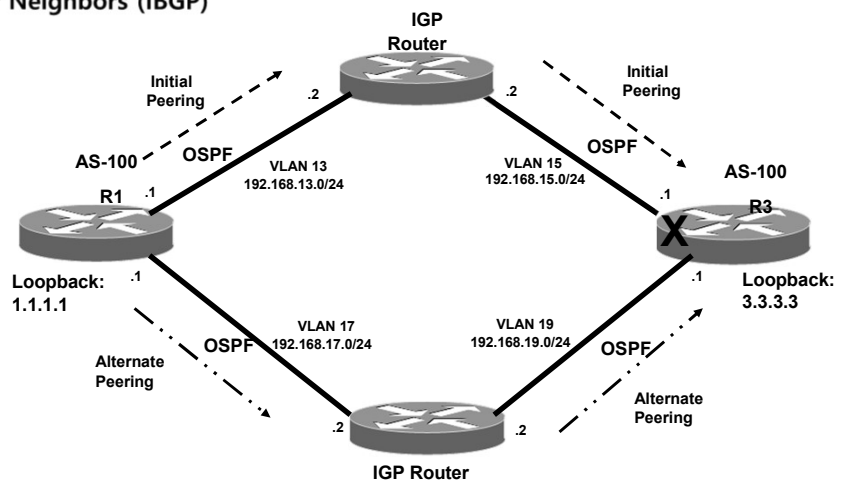 Neighbors (IBGP)
IGP
Router
Initial
Peering
Initial
Peering
.2
.2
AS-100
OSPF
OSPF
VLAN 13
192.168.13.0/24
VLAN 15
192.168.15.0/24
AS-100
R1
.1
.1
R3
X
Loopback:
1.1.1.1
.1
.1
Loopback:
3.3.3.3
VLAN 17
192.168.17.0/24
VLAN 19
192.168.19.0/24
OSPF
OSPF
Alternate
Peering
Alternate
Peering
.2
.2
IGP Router